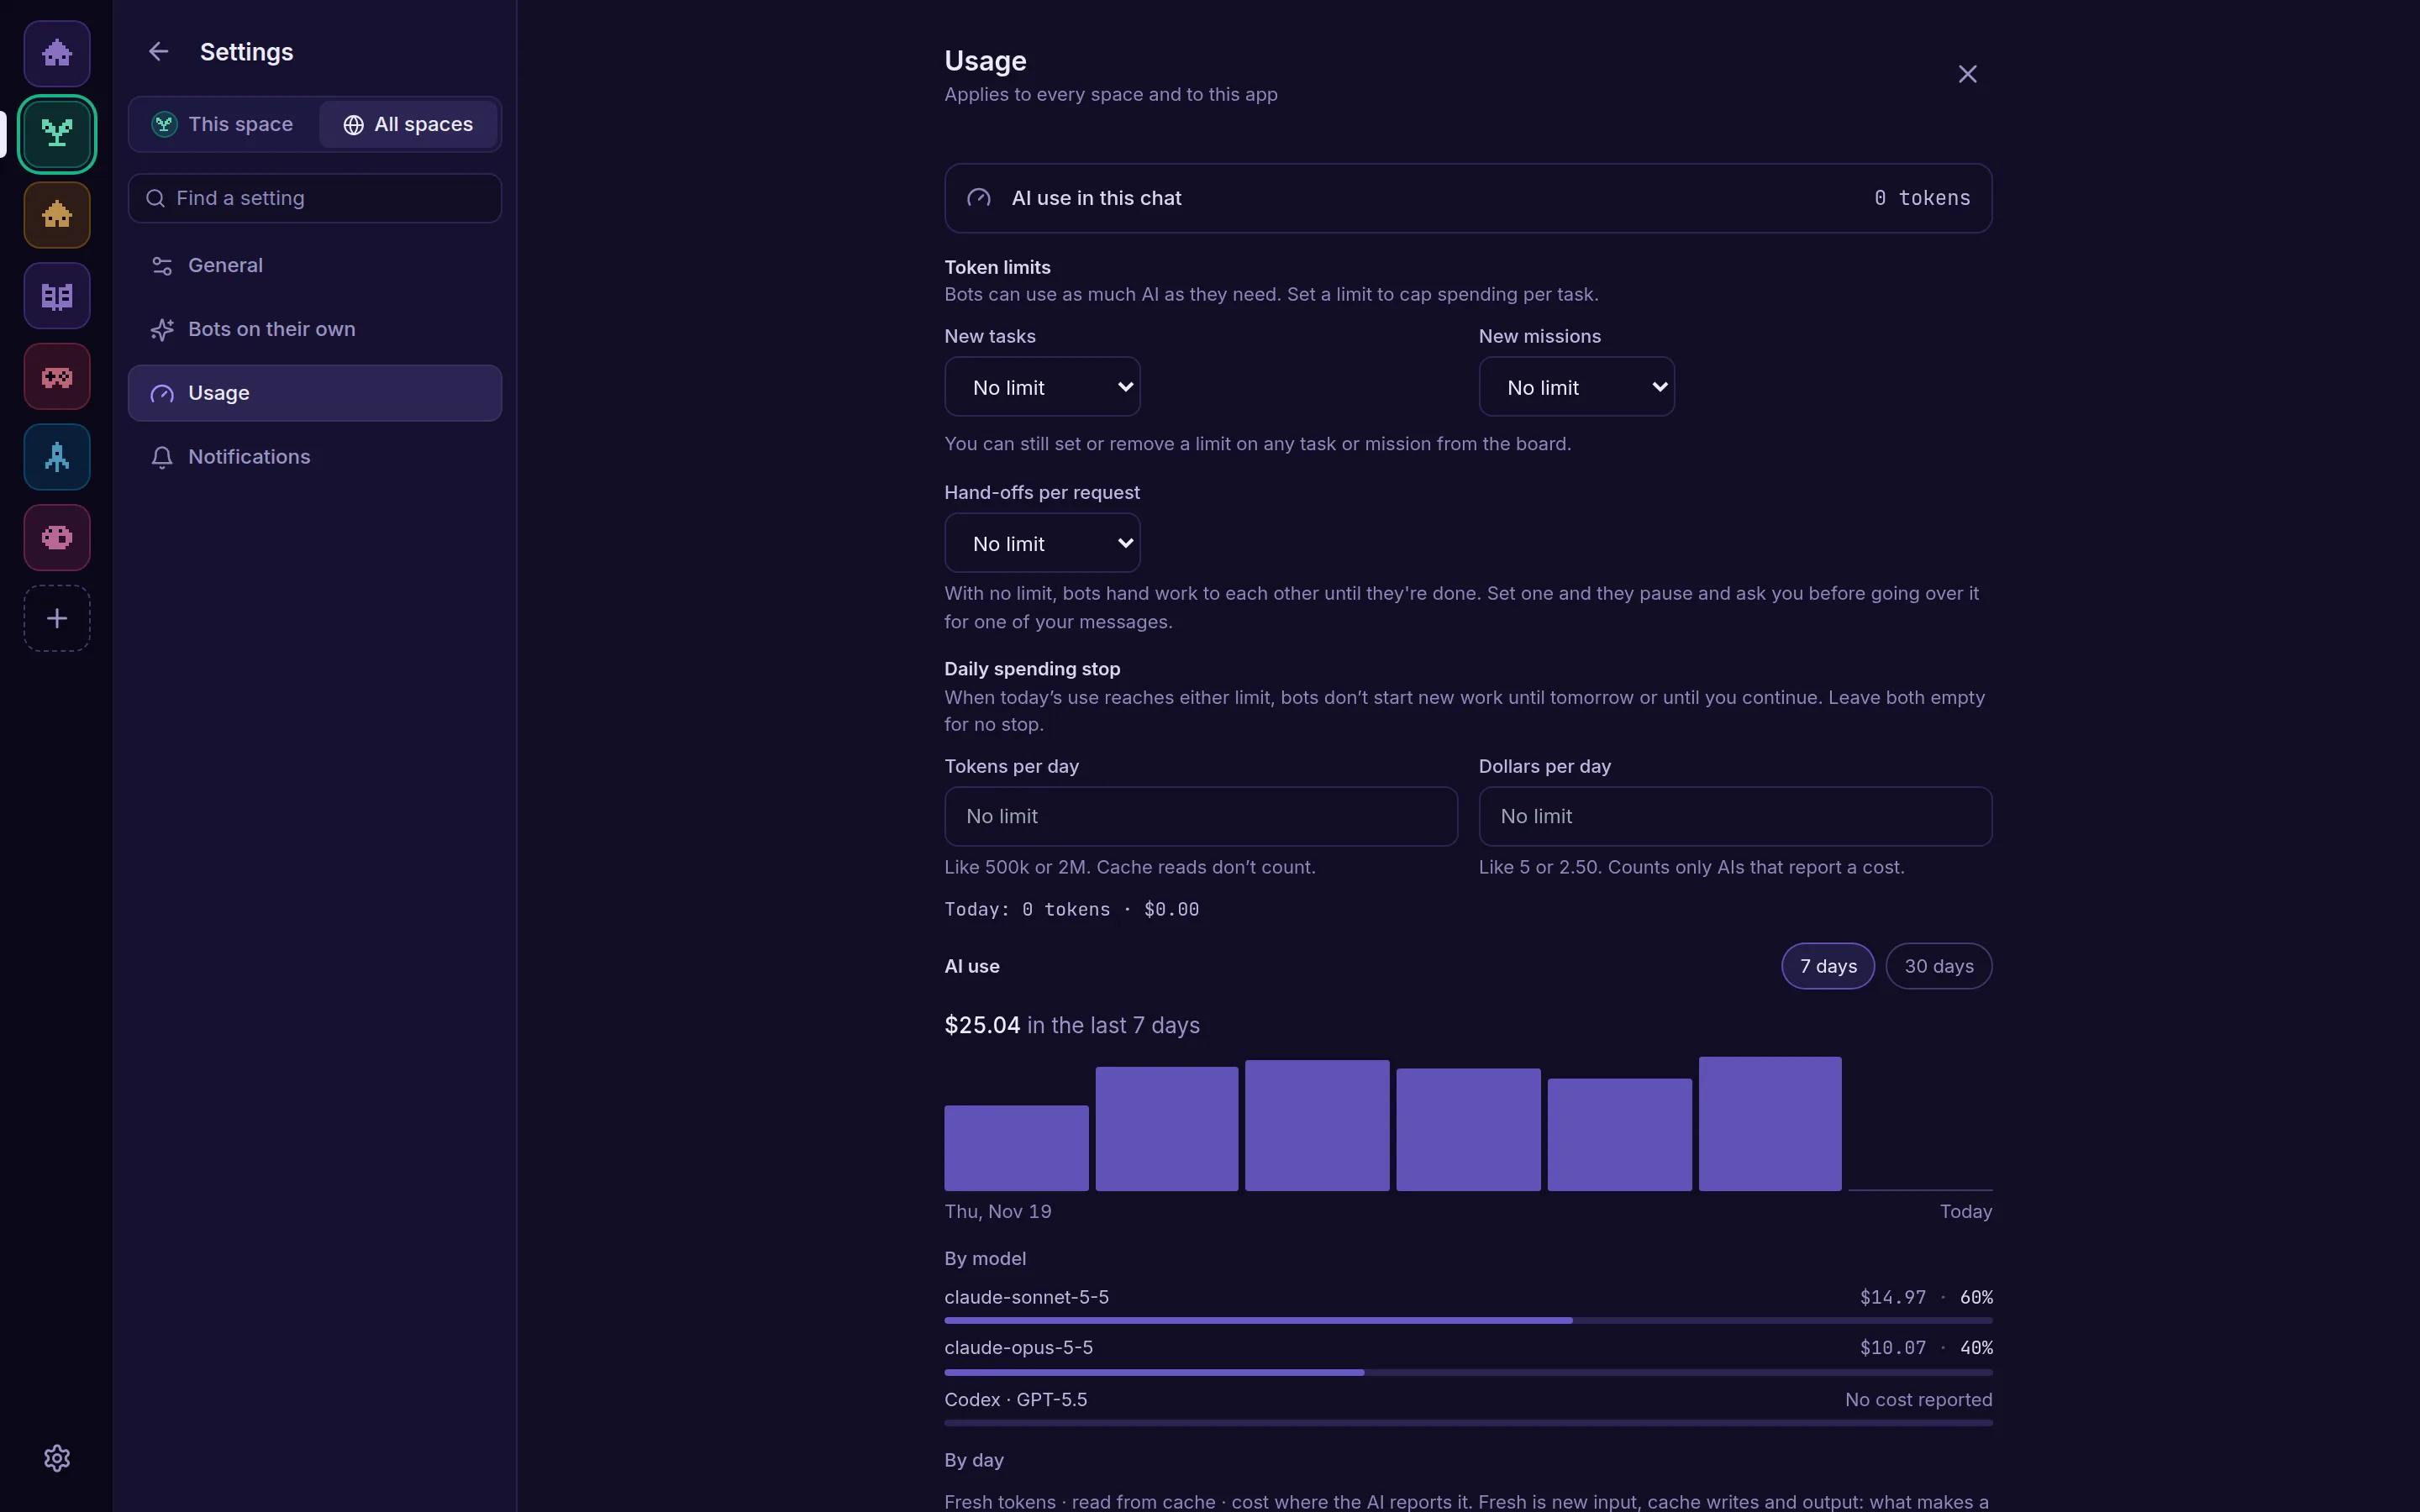 Settings
This space
All spaces
Find a setting
General
Bots on their own
Usage
Notifications
Usage
Applies to every space and to this app
AI use in this chat
0 tokens
Token limits
Bots can use as much AI as they need. Set a limit to cap spending per task.
New tasks
New missions
No limit
No limit
You can still set or remove a limit on any task or mission from the board.
Hand-offs per request
No limit
With no limit, bots hand work to each other until they're done. Set one and they pause and ask you before going over it
for one of your messages.
Daily spending stop
When today’s use reaches either limit, bots don’t start new work until tomorrow or until you continue. Leave both empty
for no stop.
Tokens per day
Dollars per day
No limit
No limit
Like 500k or 2M. Cache reads don’t count.
Like 5 or 2.50. Counts only AIs that report a cost.
Today: 0 tokens · $0.00
AI use
7 days
30 days
$25.04 in the last 7 days
Thu, Nov 19
Today
By model
claude-sonnet-5-5
$14.97 · 60%
claude-opus-5-5
$10.07 · 40%
Codex · GPT-5.5
No cost reported
By day
Fresh tokens · read from cache · cost where the AI reports it. Fresh is new input, cache writes and output: what makes a